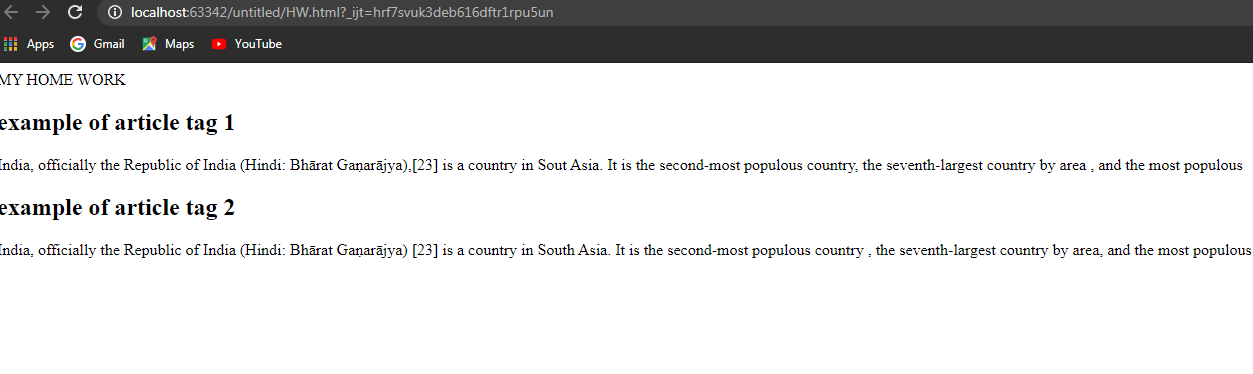 localhost:63342/untitled/HW.html?_ijt=hrf7svuk3deb616dftr1rpu5un
Apps Gmail Maps YouTube
MY HOME WORK
example of article tag 1
India, officially the Republic of India (Hindi: Bhārat Gaṇarājya),[23] is a country in Sout Asia. It is the second-most populous country, the seventh-largest country by area , and the most populous
example of article tag 2
India, officially the Republic of India (Hindi: Bhārat Gaṇarājya) [23] is a country in South Asia. It is the second-most populous country , the seventh-largest country by area, and the most populous